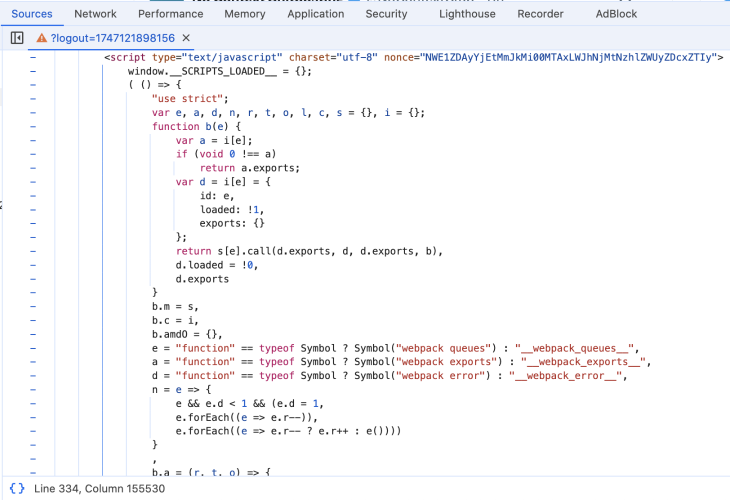 Sources Network Performance Memory Application Security Lighthouse Recorder AdBlock
?logout=1747121898156 ×
<script type="text/javascript" charset="utf-8" nonce="NWE1ZDAyYjEtMmJkMi00MTAxLWJhNjMtNzhlZWUyZDcxZTIy">
window.__SCRIPTS_LOADED__ = {};
( () => {
"use strict";
var e, a, d, n, r, t, o, l, c, s = {}, i = {};
function b(e) {
var a = i[e];
if (void 0 !== a)
return a.exports;
var d = i[e] = {
id: e,
loaded: !1,
exports: {}
};
return s[e].call(d.exports, d, d.exports, b),
d.loaded = !0,
d.exports
}
b.m = s,
b.c = i,
b.amdO = {},
e = "function" == typeof Symbol ? Symbol("webpack queues") : "__webpack_queues__",
a = "function" == typeof Symbol ? Symbol("webpack exports") : "__webpack_exports__",
d = "function" == typeof Symbol ? Symbol("webpack error") : "__webpack_error__",
n = e => {
e && e.d < 1 && (e.d = 1,
e.forEach((e => e.r--)),
e.forEach((e => e.r-- ? e.r++ : e())))
}
,
b.a = (r, t, o) => {
{} Line 334, Column 155530